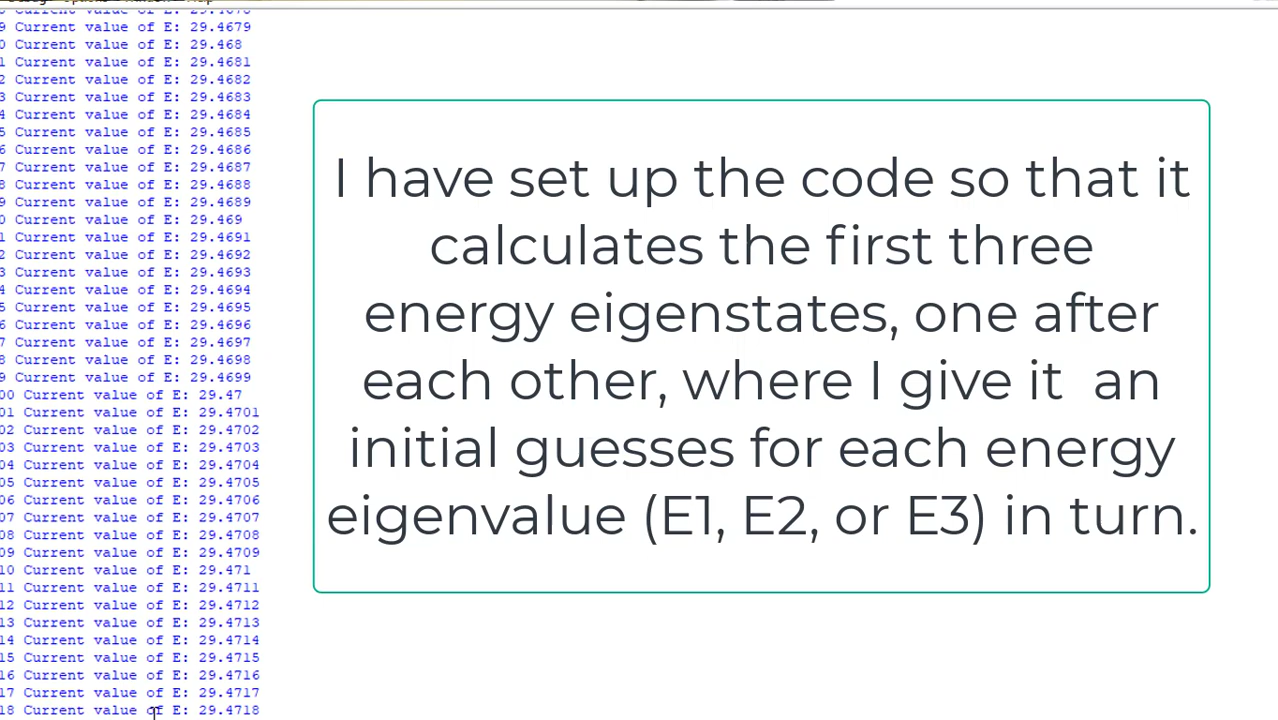 9 Current value of E: 29.4679
0 Current value of E: 29.468
1 Current value of E: 29.4681
2 Current value of E: 29.4682
3 Current value of E: 29.4683
4 Current value of E: 29.4684
5 Current value of E: 29.4685
6 Current value of E: 29.4686
7 Current value of E: 29.4687
8 Current value of E: 29.4688
9 Current value of E: 29.4689
0 Current value of E: 29.469
1 Current value of E: 29.4691
2 Current value of E: 29.4692
3 Current value of E: 29.4693
4 Current value of E: 29.4694
5 Current value of E: 29.4695
6 Current value of E: 29.4696
7 Current value of E: 29.4697
8 Current value of E: 29.4698
9 Current value of E: 29.4699
00 Current value of E: 29.47
01 Current value of E: 29.4701
02 Current value of E: 29.4702
03 Current value of E: 29.4703
04 Current value of E: 29.4704
05 Current value of E: 29.4705
06 Current value of E: 29.4706
07 Current value of E: 29.4707
08 Current value of E: 29.4708
09 Current value of E: 29.4709
10 Current value of E: 29.471
11 Current value of E: 29.4711
12 Current value of E: 29.4712
13 Current value of E: 29.4713
14 Current value of E: 29.4714
15 Current value of E: 29.4715
16 Current value of E: 29.4716
17 Current value of E: 29.4717
18 Current value of E: 29.4718
I have set up the code so that it
calculates the first three
energy eigenstates, one after
each other, where I give it an
initial guesses for each energy
eigenvalue (E1, E2, or E3) in turn.